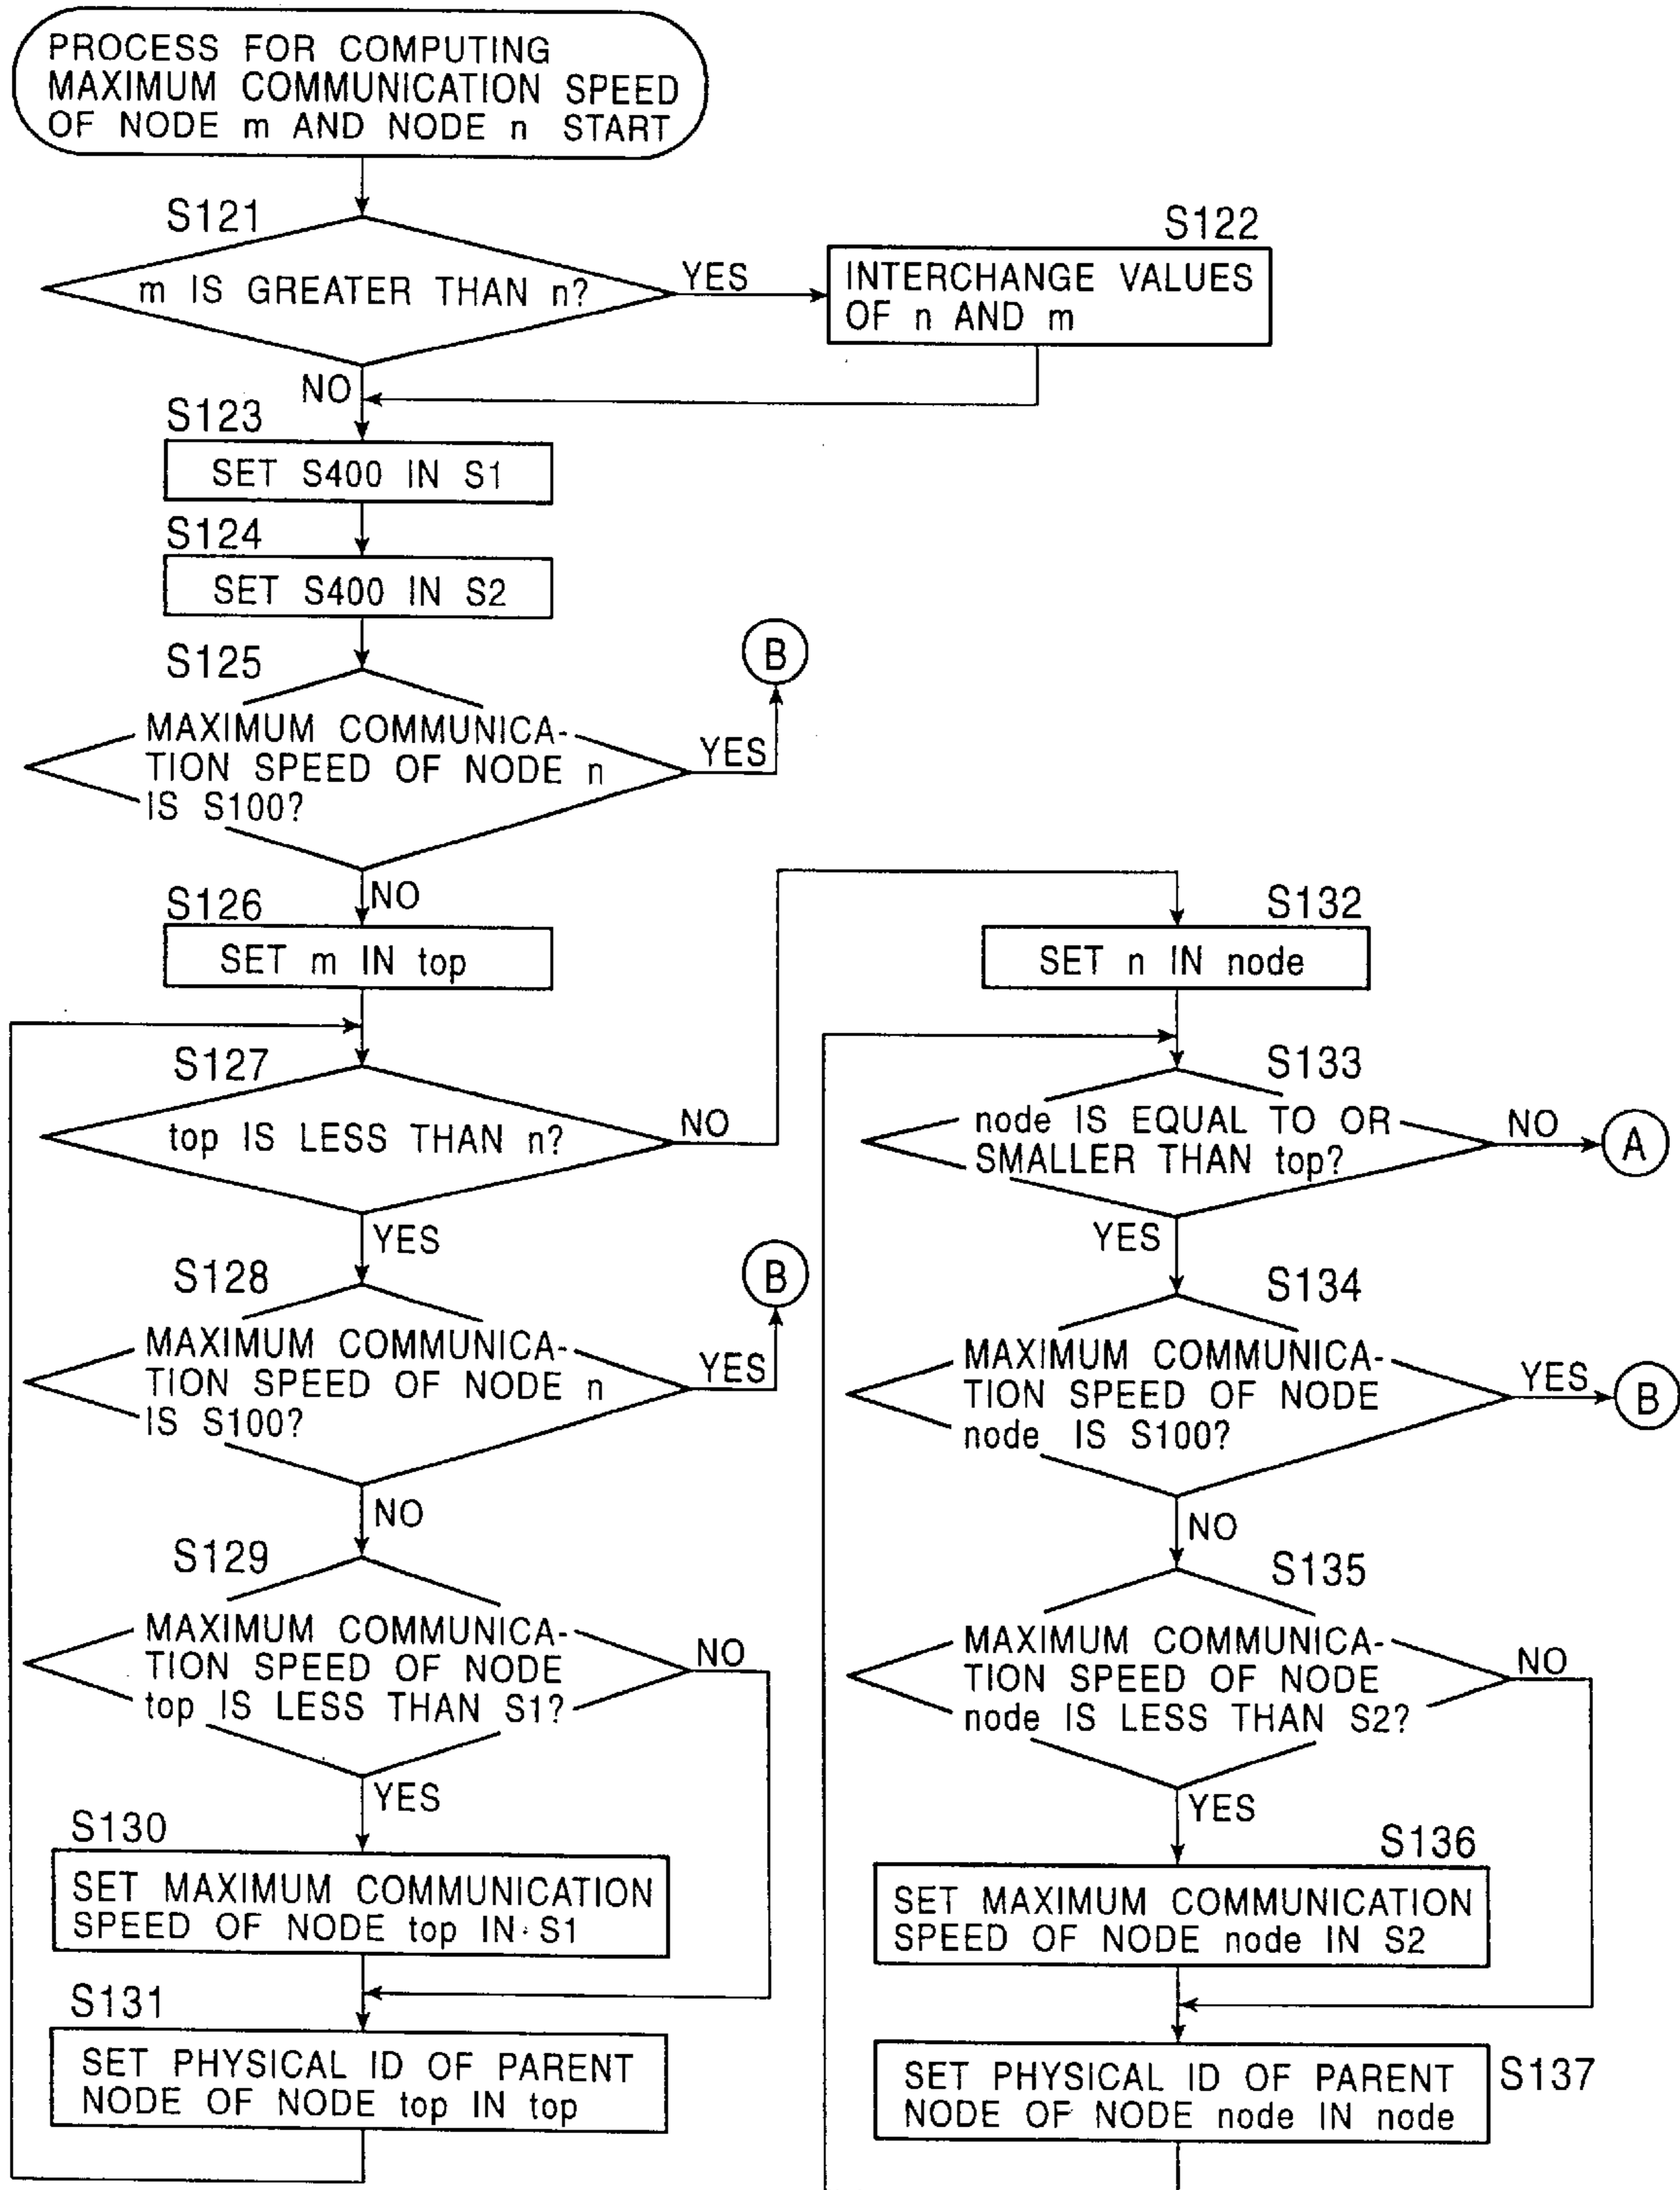 PROCESS FOR COMPUTING
MAXIMUM COMMUNICATION SPEED
OF NODE m AND NODE n START
S121
m IS GREATER THAN n?
YES
S122
INTERCHANGE VALUES
OF n AND m
NO
S123
SET S400 IN S1
S124
SET S400 IN S2
S125
MAXIMUM COMMUNICA-
TION SPEED OF NODE n
IS S100?
YES
B
NO
S126
SET m IN top
S127
top IS LESS THAN n?
NO
YES
S128
MAXIMUM COMMUNICA-
TION SPEED OF NODE n
IS S100?
YES
B
NO
S129
MAXIMUM COMMUNICA-
TION SPEED OF NODE
top IS LESS THAN S1?
NO
YES
S130
SET MAXIMUM COMMUNICATION
SPEED OF NODE top IN S1
S131
SET PHYSICAL ID OF PARENT
NODE OF NODE top IN top
S132
SET n IN node
S133
node IS EQUAL TO OR
SMALLER THAN top?
NO
A
YES
S134
MAXIMUM COMMUNICA-
TION SPEED OF NODE
node IS S100?
YES
B
NO
S135
MAXIMUM COMMUNICA-
TION SPEED OF NODE
node IS LESS THAN S2?
NO
YES
S136
SET MAXIMUM COMMUNICATION
SPEED OF NODE node IN S2
S137
SET PHYSICAL ID OF PARENT
NODE OF NODE node IN node